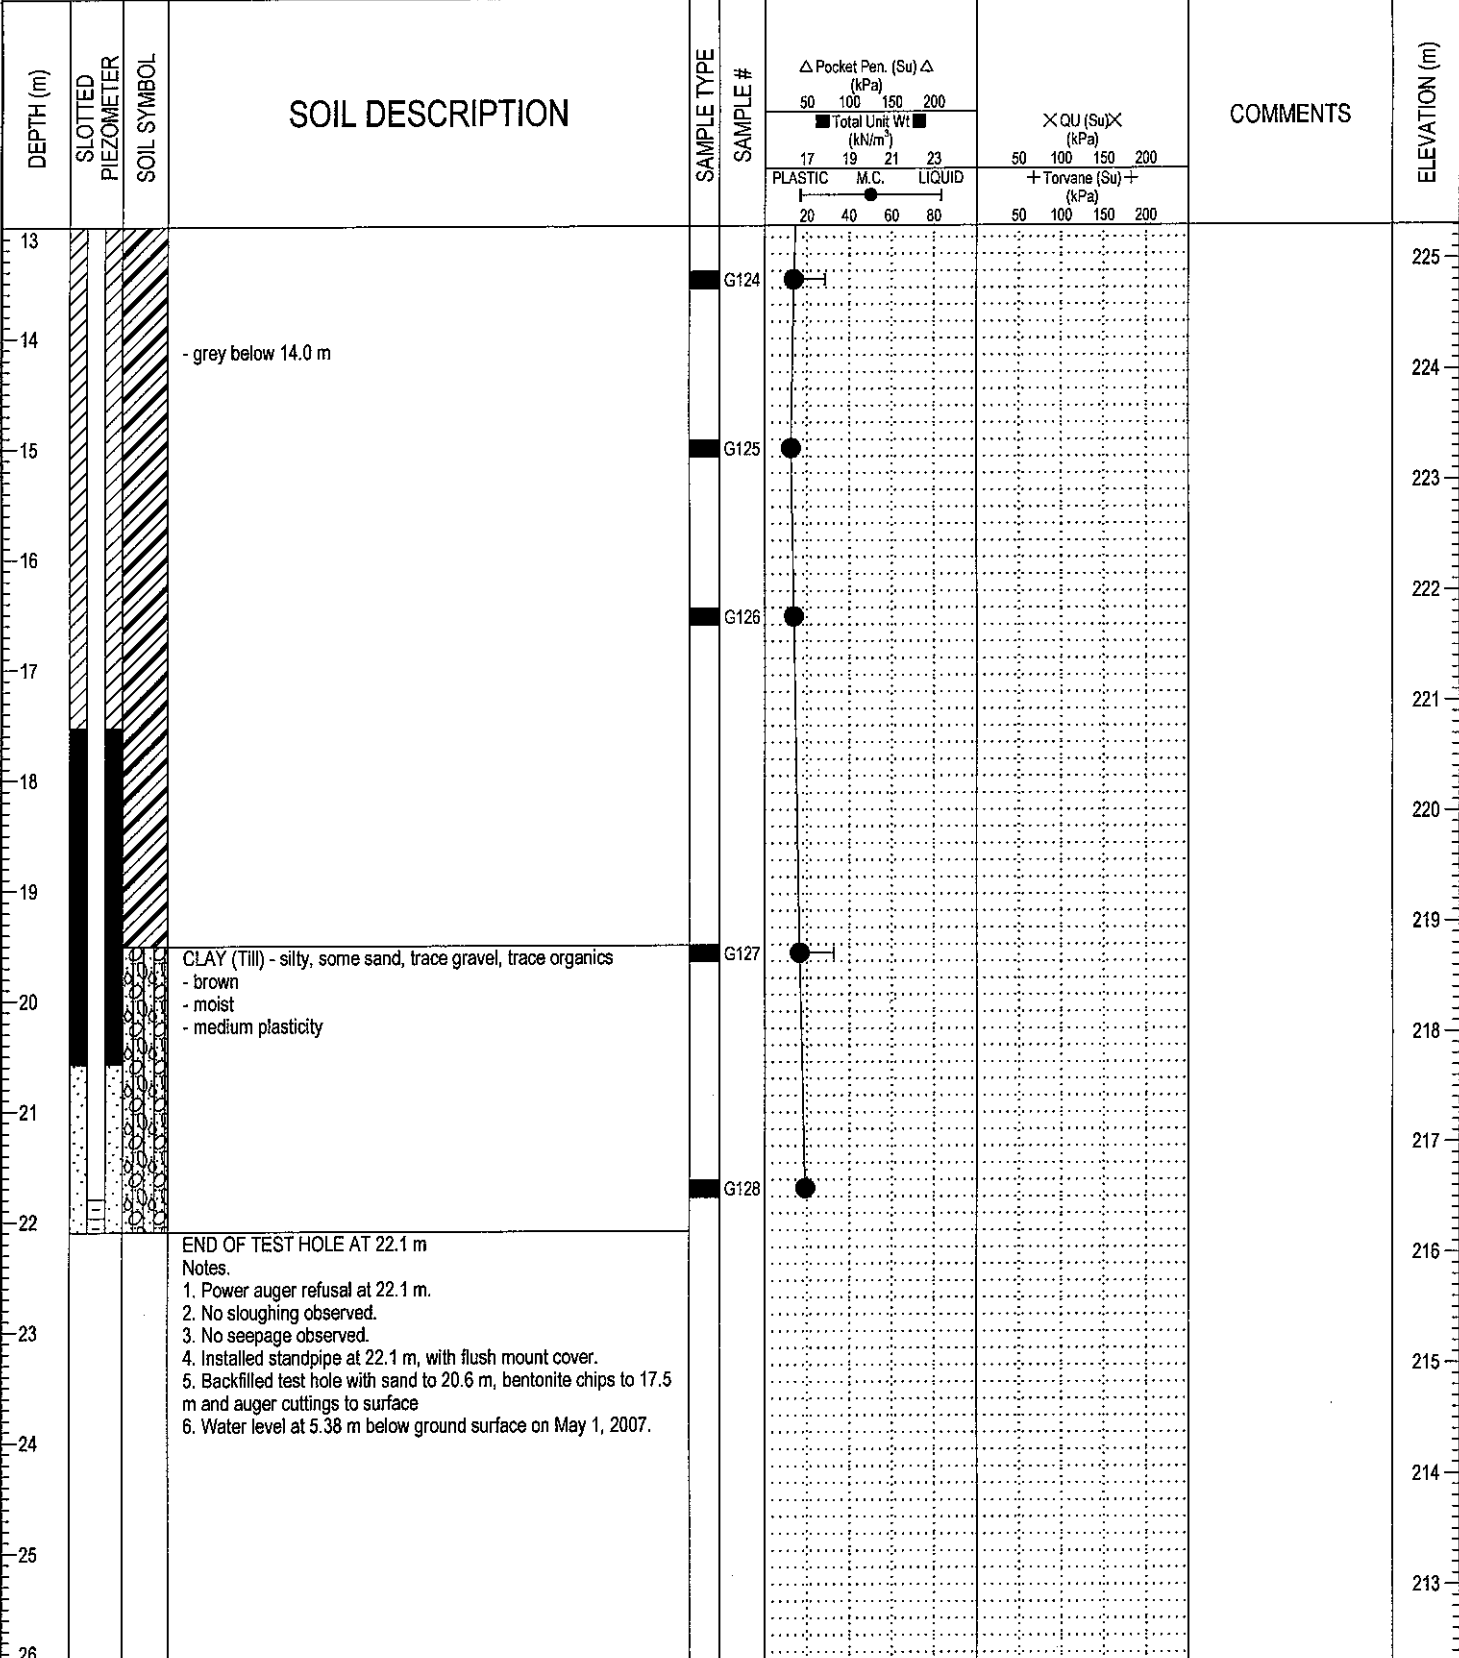 DEPTH (m)
SLOTTED
PIEZOMETER
SOIL SYMBOL
SOIL DESCRIPTION
SAMPLE TYPE
SAMPLE #
△ Pocket Pen. (Su) △
(kPa)
50 100 150 200
■ Total Unit Wt ■
(kN/m³)
17 19 21 23
PLASTIC M.C. LIQUID
20 40 60 80
✕ QU (Su) ✕
(kPa)
50 100 150 200
+ Torvane (Su) +
(kPa)
50 100 150 200
COMMENTS
ELEVATION (m)
13
225
G124
14
- grey below 14.0 m
224
15
G125
223
16
222
G126
17
221
18
220
19
219
CLAY (Till) - silty, some sand, trace gravel, trace organics
G127
- brown
20
- moist
- medium plasticity
218
21
217
G128
22
END OF TEST HOLE AT 22.1 m
216
Notes.
1. Power auger refusal at 22.1 m.
2. No sloughing observed.
23
3. No seepage observed.
4. Installed standpipe at 22.1 m, with flush mount cover.
215
5. Backfilled test hole with sand to 20.6 m, bentonite chips to 17.5
m and auger cuttings to surface
6. Water level at 5.38 m below ground surface on May 1, 2007.
24
214
25
213
26